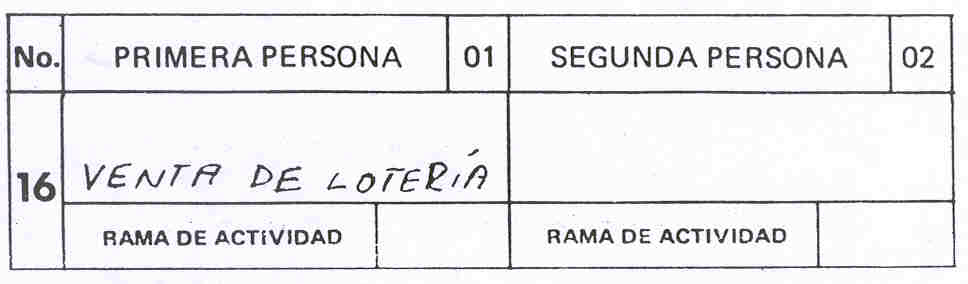 No. PRIMERA PERSONA 01 SEGUNDA PERSONA 02
16 VENTA DE LOTERÍA
RAMA DE ACTIVIDAD RAMA DE ACTIVIDAD